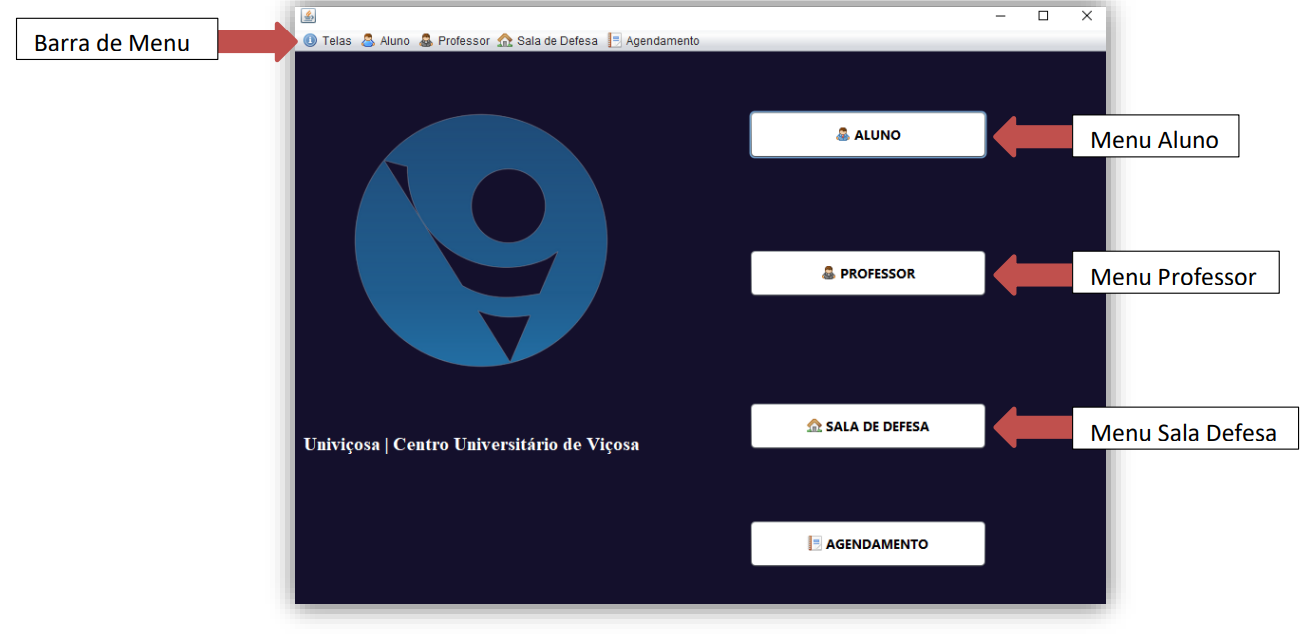 Barra de Menu
Telas Aluno Professor Sala de Defesa Agendamento
ALUNO
Menu Aluno
PROFESSOR
Menu Professor
SALA DE DEFESA
Menu Sala Defesa
Univiçosa | Centro Universitário de Viçosa
AGENDAMENTO